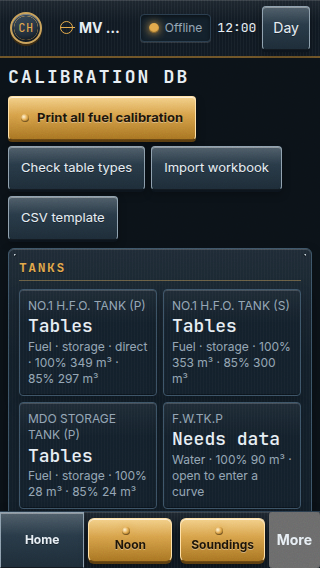 CH MV ... Offline 12:00 Day
CALIBRATION DB
Print all fuel calibration
Check table types Import workbook
CSV template
TANKS
NO.1 H.F.O. TANK (P)
Tables
Fuel · storage · direct
· 100% 349 m³ ·
85% 297 m³
NO.1 H.F.O. TANK (S)
Tables
Fuel · storage · 100%
353 m³ · 85% 300
m³
MDO STORAGE
TANK (P)
Tables
Fuel · storage · 100%
28 m³ · 85% 24 m³
F.W.TK.P
Needs data
Water · 100% 90 m³ ·
open to enter a
curve
Home Noon Soundings More